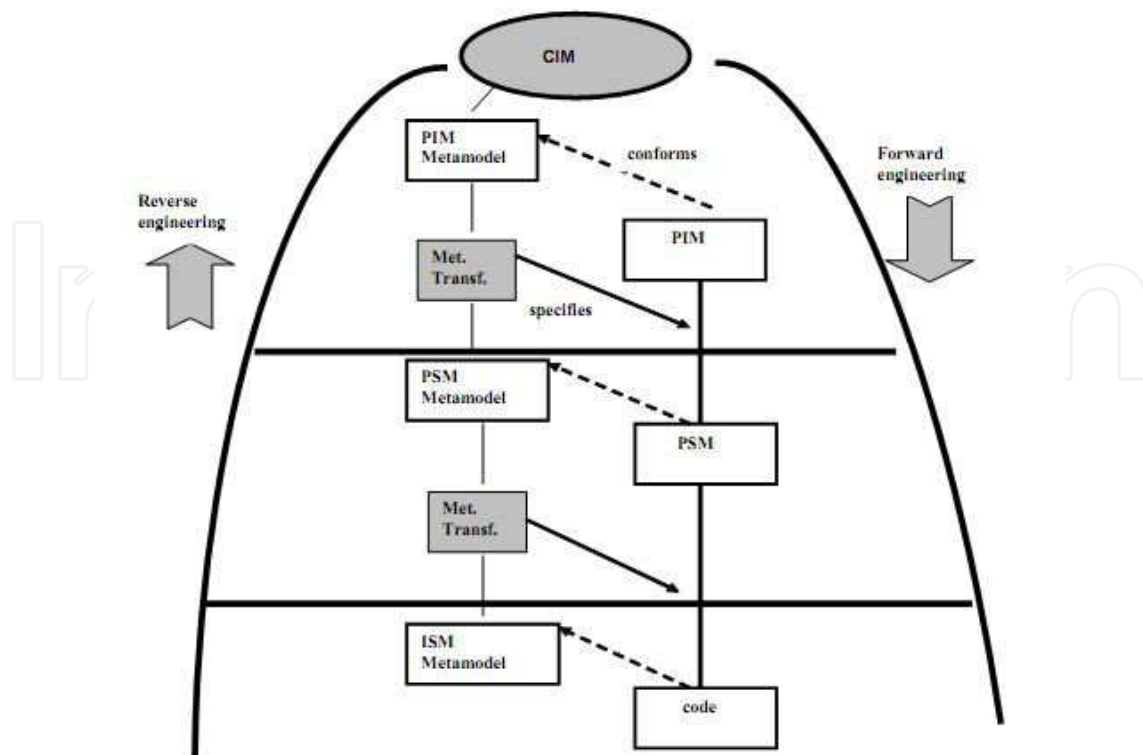 CIM
PIM
Metamodel
conforms
Forward
engineering
Reverse
engineering
PIM
Met.
Transf.
specifies
PSM
Metamodel
PSM
Met.
Transf.
ISM
Metamodel
code